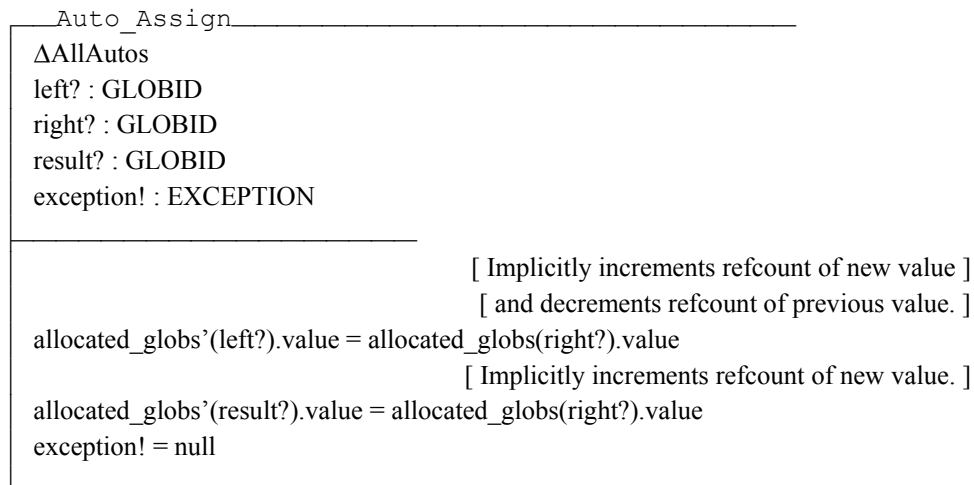 Auto_Assign
ΔAllAutos
left? : GLOBID
right? : GLOBID
result? : GLOBID
exception! : EXCEPTION
[ Implicitly increments refcount of new value ]
[ and decrements refcount of previous value. ]
allocated_globs’(left?).value = allocated_globs(right?).value
[ Implicitly increments refcount of new value. ]
allocated_globs’(result?).value = allocated_globs(right?).value
exception! = null